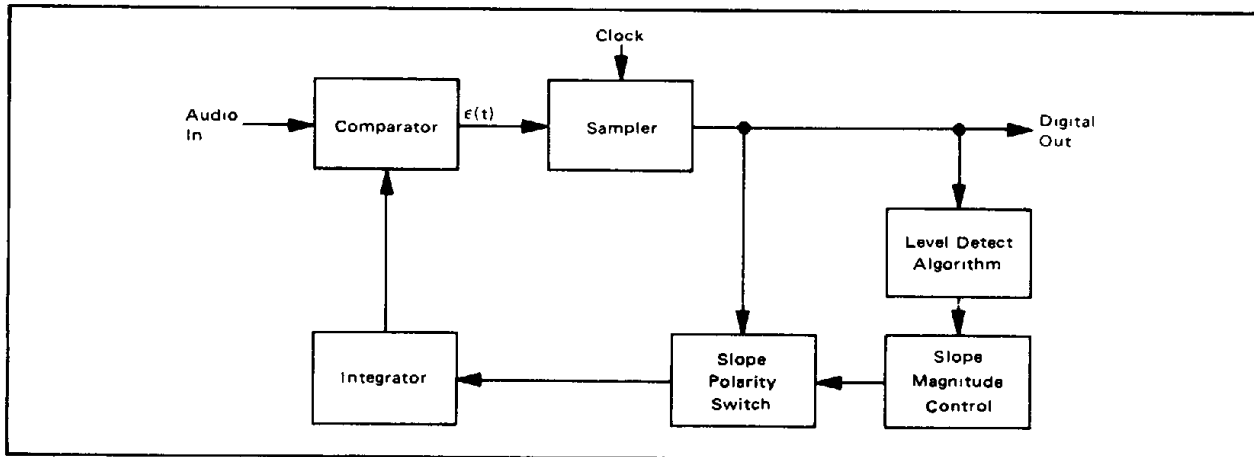 Clock
Audio
In
Comparator
ε(t)
Sampler
Digital
Out
Level Detect
Algorithm
Integrator
Slope
Polarity
Switch
Slope
Magnitude
Control